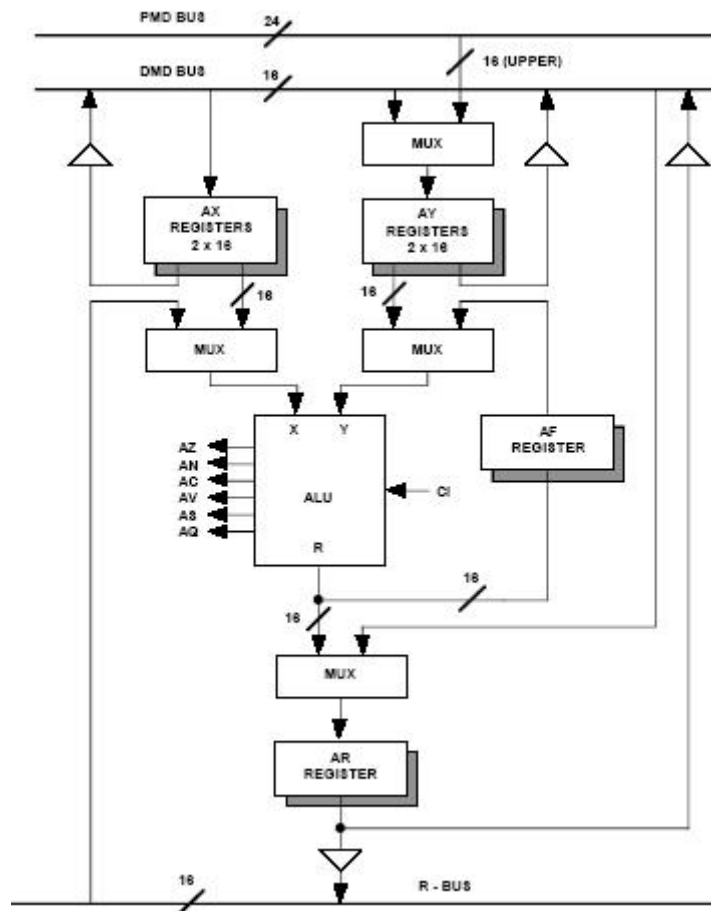 PMD BUS
24
16 (UPPER)
DMD BUS
16
MUX
AX
REGISTERS
2 x 16
AY
REGISTERS
2 x 16
16
16
MUX
MUX
X
Y
AZ
AN
AC
AV
AS
AQ
ALU
CI
R
AF
REGISTER
16
16
MUX
AR
REGISTER
16
R - BUS